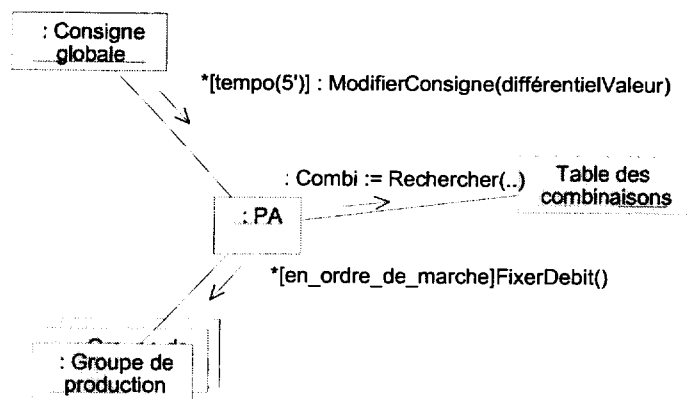 : Consigne
globale
*[tempo(5')] : ModifierConsigne(différentielValeur)
: Combi := Rechercher(..)
Table des
combinaisons
: PA
*[en_ordre_de_marche]FixerDebit()
: Groupe de
production